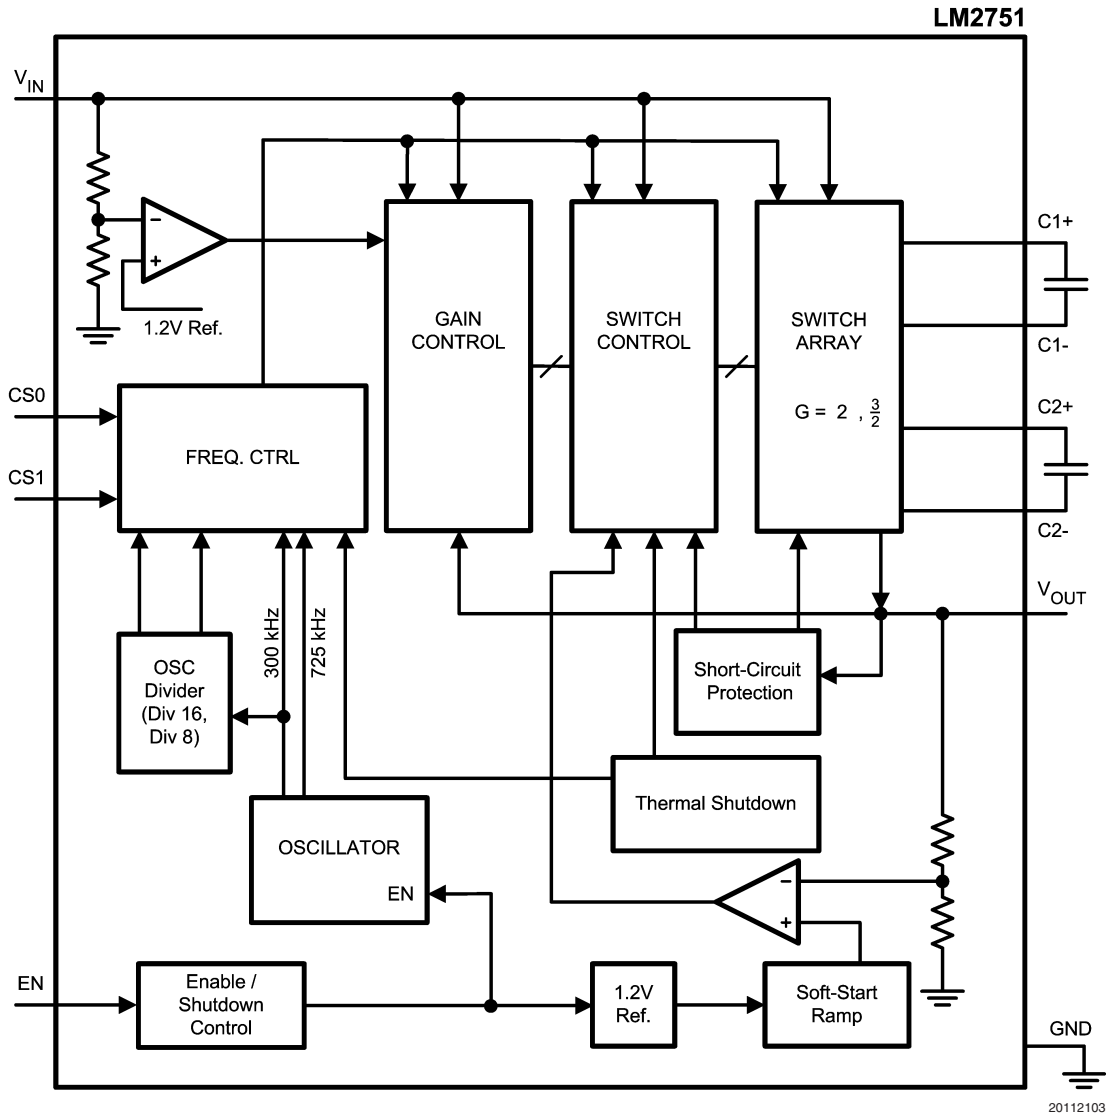 LM2751
VIN
−
+
1.2V Ref.
GAIN
CONTROL
SWITCH
CONTROL
SWITCH
ARRAY
G = 2 , 3/2
C1+
C1-
C2+
C2-
CS0
CS1
FREQ. CTRL
VOUT
300 kHz
725 kHz
OSC
Divider
(Div 16,
Div 8)
Short-Circuit
Protection
Thermal Shutdown
OSCILLATOR
EN
−
+
EN
Enable /
Shutdown
Control
1.2V
Ref.
Soft-Start
Ramp
GND
20112103